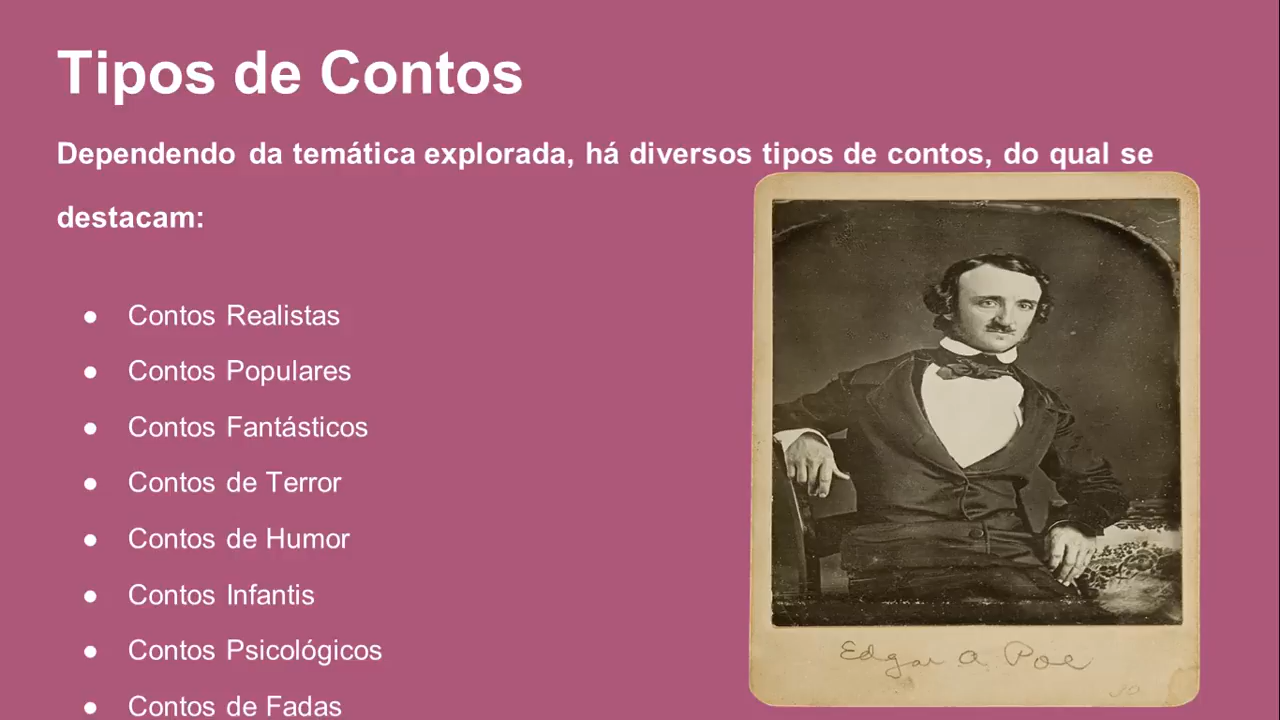 Tipos de Contos
Dependendo da temática explorada, há diversos tipos de contos, do qual se
destacam:
● Contos Realistas
● Contos Populares
● Contos Fantásticos
● Contos de Terror
● Contos de Humor
● Contos Infantis
● Contos Psicológicos
● Contos de Fadas
Edgar A Poe